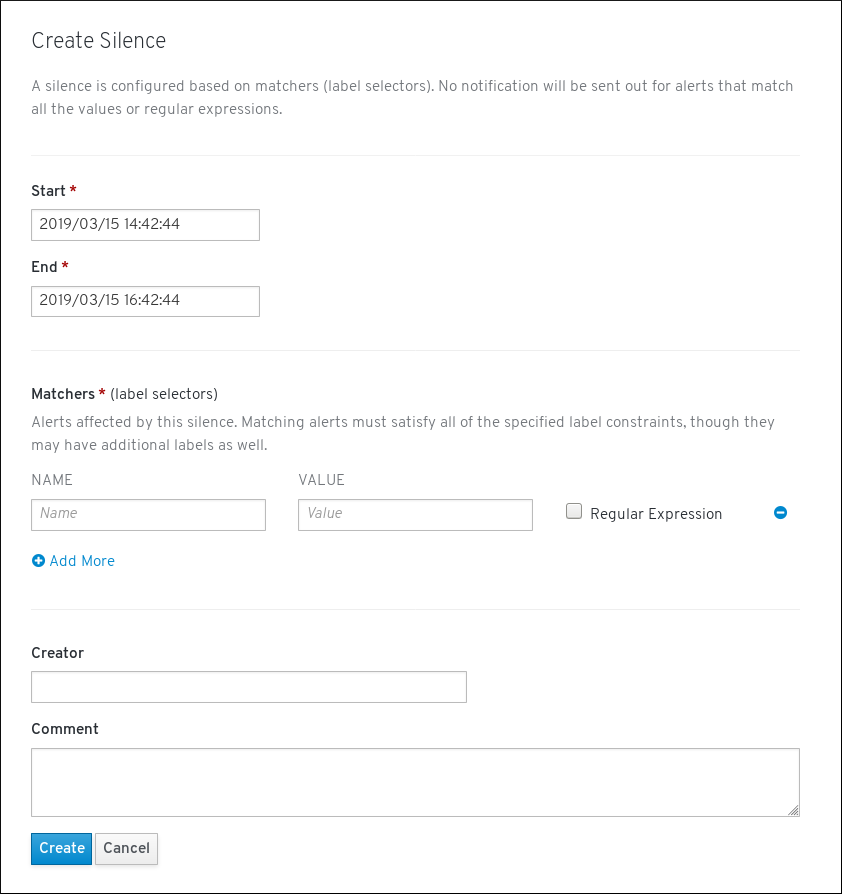 Create Silence
A silence is configured based on matchers (label selectors). No notification will be sent out for alerts that match
all the values or regular expressions.
Start *
2019/03/15 14:42:44
End *
2019/03/15 16:42:44
Matchers * (label selectors)
Alerts affected by this silence. Matching alerts must satisfy all of the specified label constraints, though they
may have additional labels as well.
NAME VALUE
Name Value Regular Expression
Add More
Creator
Comment
Create Cancel